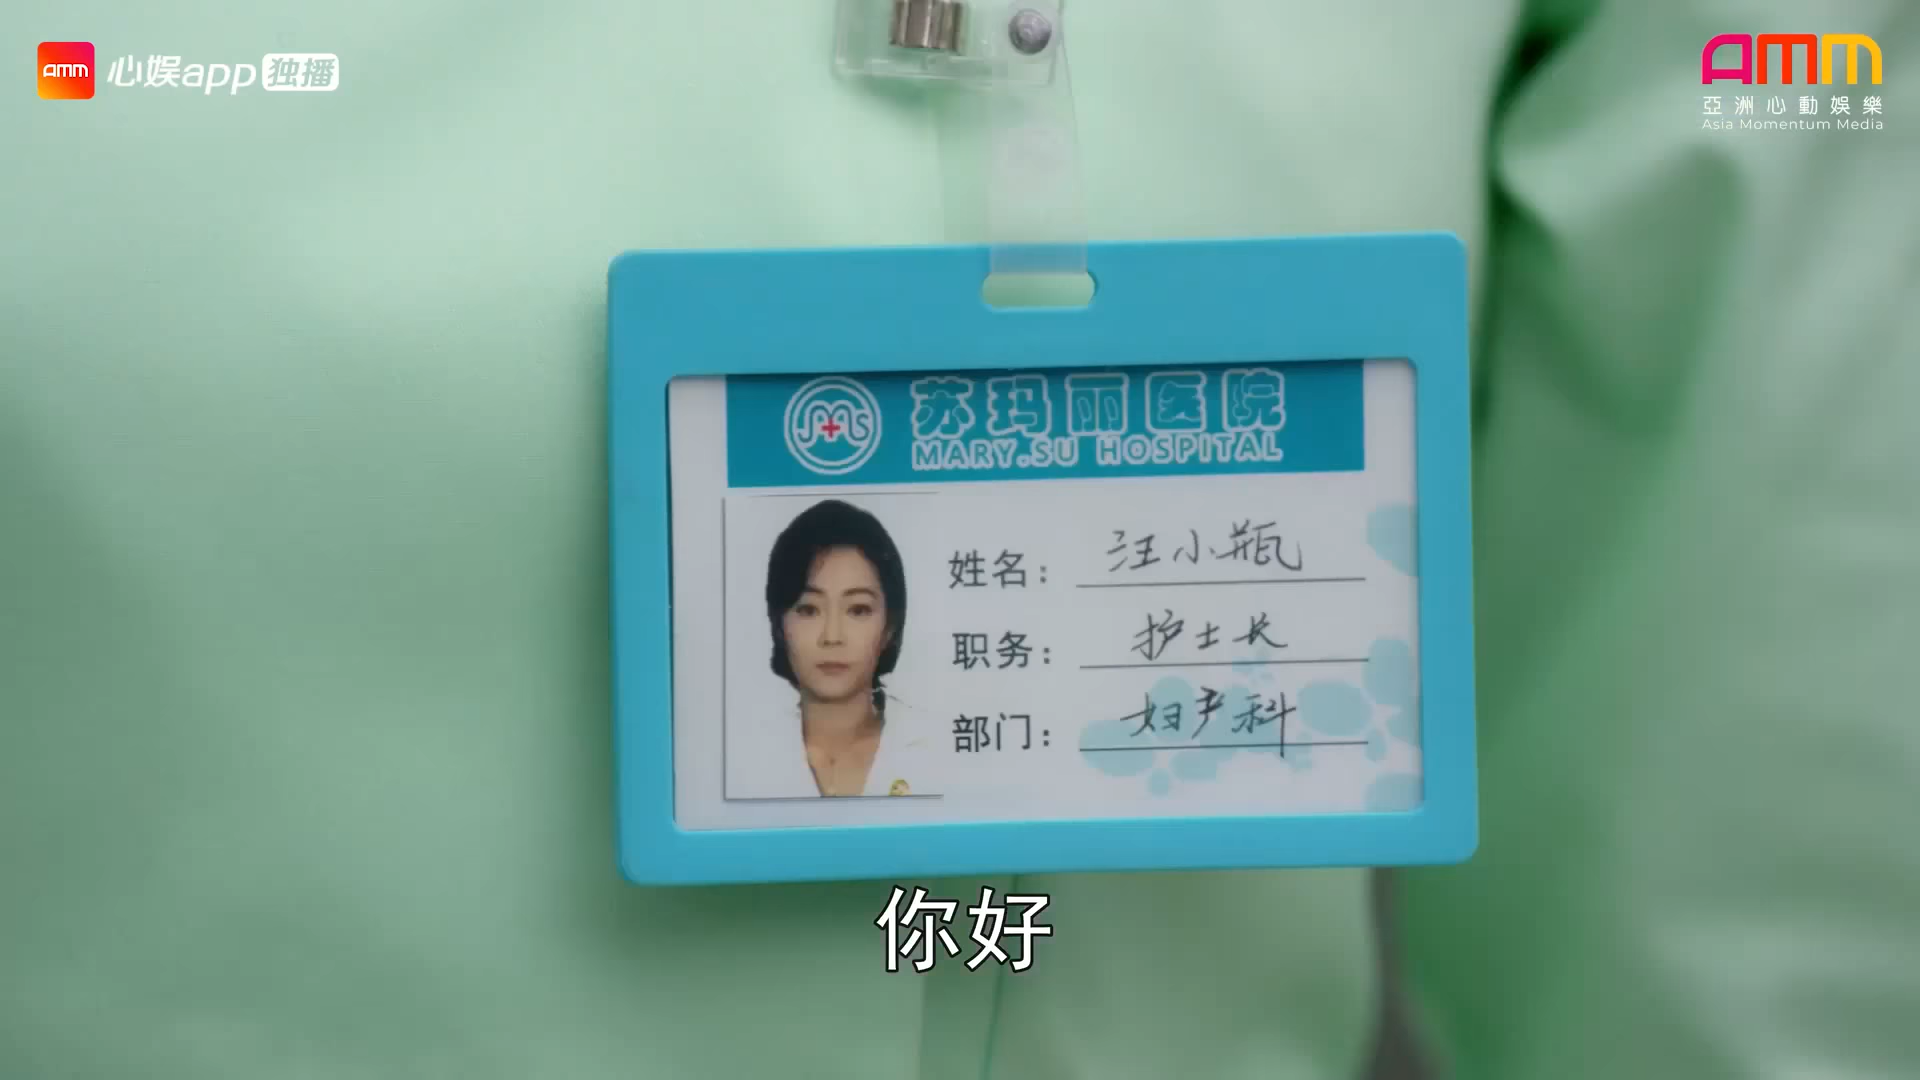 AMM 心娱app 独播
AMM
亞洲心動娛樂
Asia Momentum Media
苏玛丽医院
MARY.SU HOSPITAL
姓名： 汪小瓶
职务： 护士长
部门： 妇产科
你好